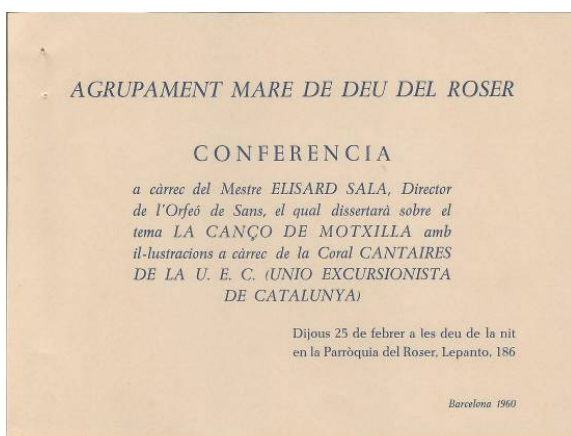 AGRUPAMENT MARE DE DEU DEL ROSER
CONFERENCIA
a càrrec del Mestre ELISARD SALA, Director
de l'Orfeó de Sans, el qual dissertarà sobre el
tema LA CANÇO DE MOTXILLA amb
il-lustracions a càrrec de la Coral CANTAIRES
DE LA U. E. C. (UNIO EXCURSIONISTA
DE CATALUNYA)
Dijous 25 de febrer a les deu de la nit
en la Parròquia del Roser, Lepanto, 186
Barcelona 1960